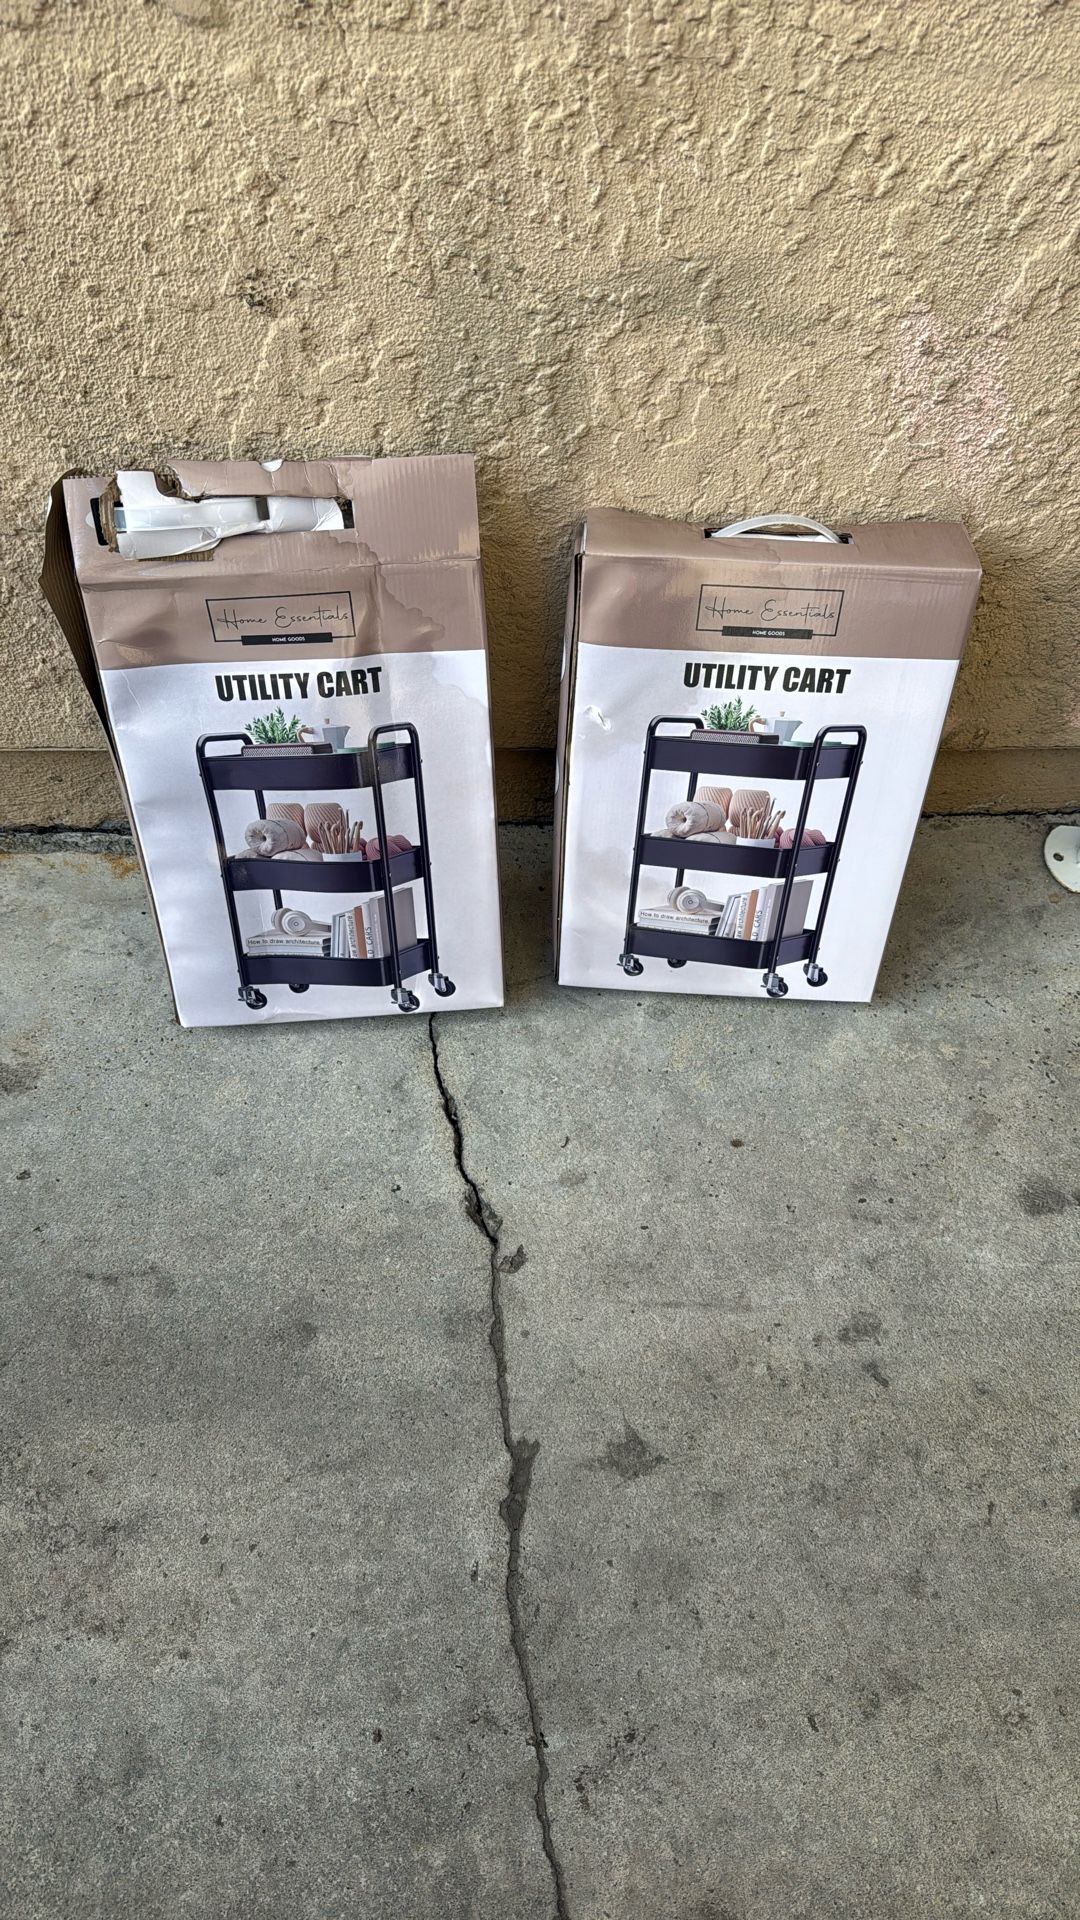 Home Essentials
HOME GOODS
UTILITY CART
How to draw architecture
Home Essentials
HOME GOODS
UTILITY CART
How to draw architecture